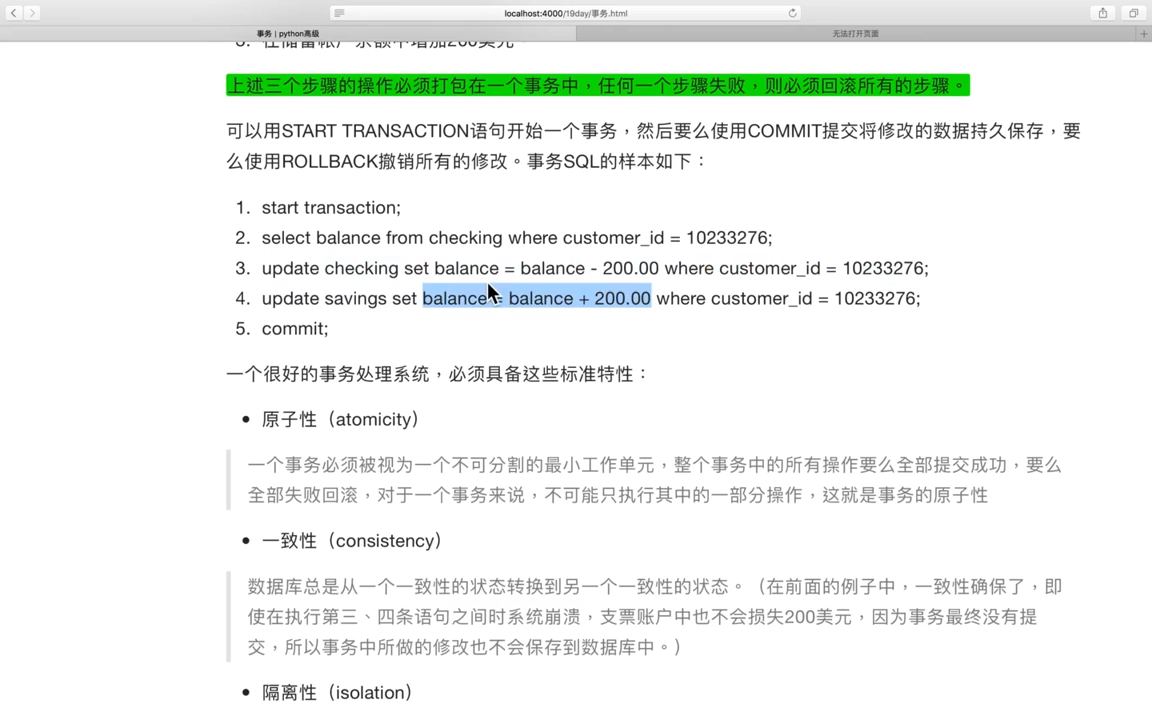 localhost:4000/19day/事务.html
事务 | python高级
无法打开页面
3. 在储蓄帐户余额中增加200美元
上述三个步骤的操作必须打包在一个事务中，任何一个步骤失败，则必须回滚所有的步骤。
可以用START TRANSACTION语句开始一个事务，然后要么使用COMMIT提交将修改的数据持久保存，要
么使用ROLLBACK撤销所有的修改。事务SQL的样本如下：
1. start transaction;
2. select balance from checking where customer_id = 10233276;
3. update checking set balance = balance - 200.00 where customer_id = 10233276;
4. update savings set balance = balance + 200.00 where customer_id = 10233276;
5. commit;
一个很好的事务处理系统，必须具备这些标准特性：
• 原子性（atomicity）
一个事务必须被视为一个不可分割的最小工作单元，整个事务中的所有操作要么全部提交成功，要么
全部失败回滚，对于一个事务来说，不可能只执行其中的一部分操作，这就是事务的原子性
• 一致性（consistency）
数据库总是从一个一致性的状态转换到另一个一致性的状态。（在前面的例子中，一致性确保了，即
使在执行第三、四条语句之间时系统崩溃，支票账户中也不会损失200美元，因为事务最终没有提
交，所以事务中所做的修改也不会保存到数据库中。）
• 隔离性（isolation）